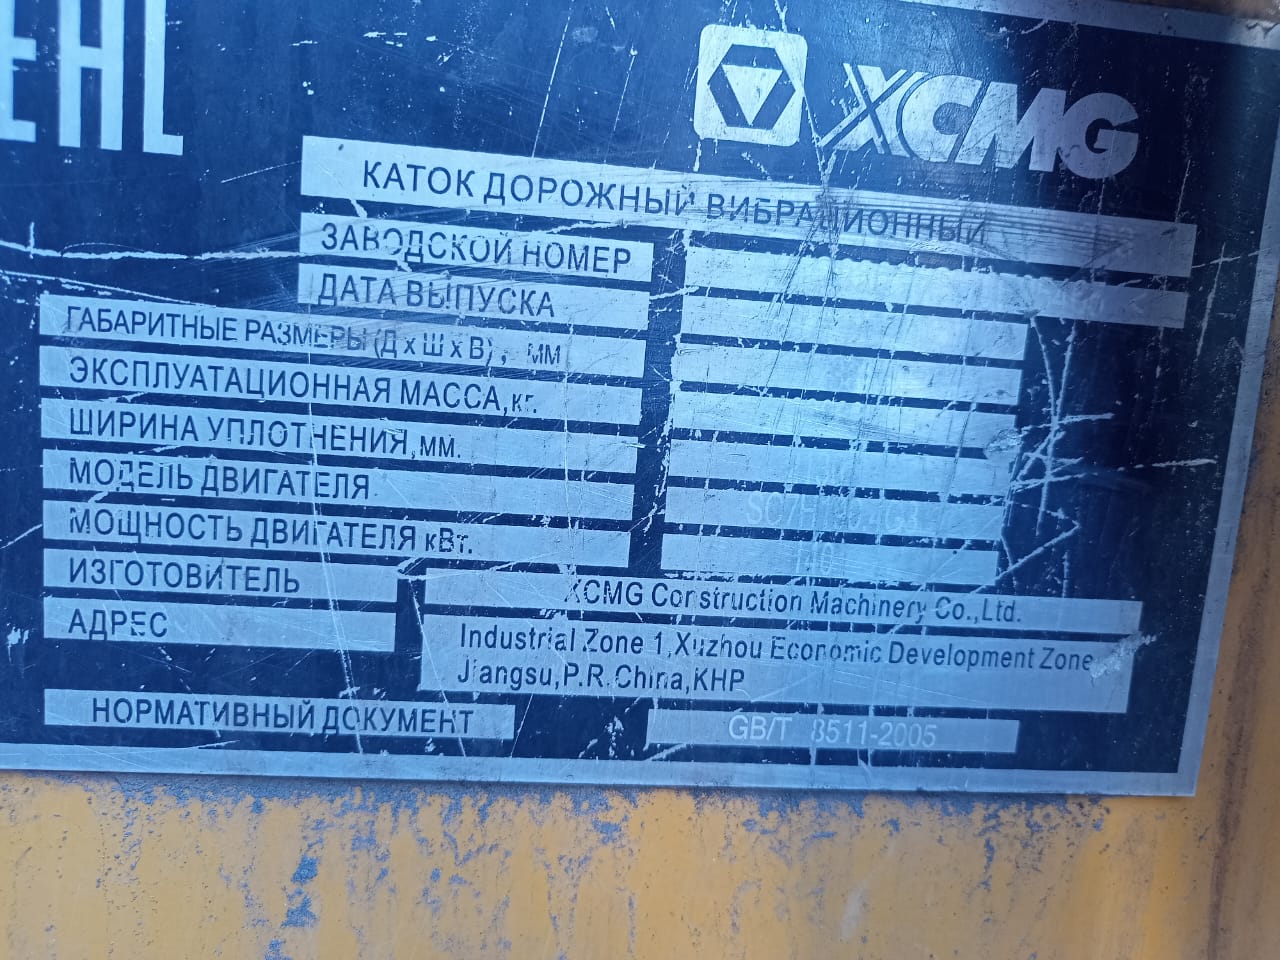 EHL
XCMG
КАТОК ДОРОЖНЫЙ ВИБРАЦИОННЫЙ
ЗАВОДСКОЙ НОМЕР
ДАТА ВЫПУСКА
ГАБАРИТНЫЕ РАЗМЕРЫ (Д х Ш х В), ММ
ЭКСПЛУАТАЦИОННАЯ МАССА,кг.
ШИРИНА УПЛОТНЕНИЯ,мм.
МОДЕЛЬ ДВИГАТЕЛЯ
МОЩНОСТЬ ДВИГАТЕЛЯ кВт.
ИЗГОТОВИТЕЛЬ XCMG Construction Machinery Co.,Ltd.
АДРЕС Industrial Zone 1,Xuzhou Economic Development Zone,
Jiangsu,P.R.China,КНР
НОРМАТИВНЫЙ ДОКУМЕНТ GB/T 8511-2005